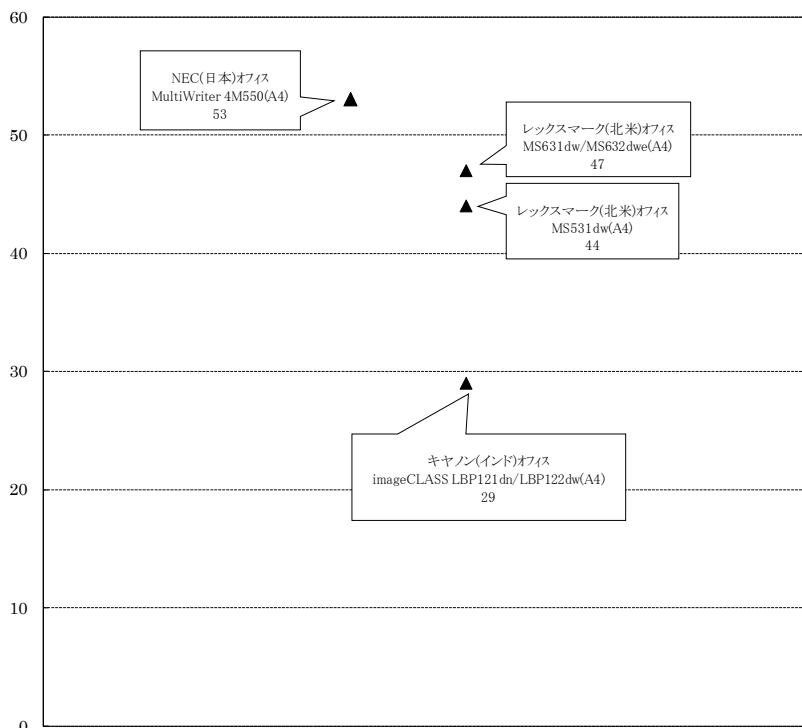 60
NEC(日本)オフィス
MultiWriter 4M550(A4)
53
レックスマーク(北米)オフィス
MS631dw/MS632dwe(A4)
47
50
レックスマーク(北米)オフィス
MS531dw(A4)
44
40
30
キヤノン(インド)オフィス
imageCLASS LBP121dn/LBP122dw(A4)
29
20
10
0